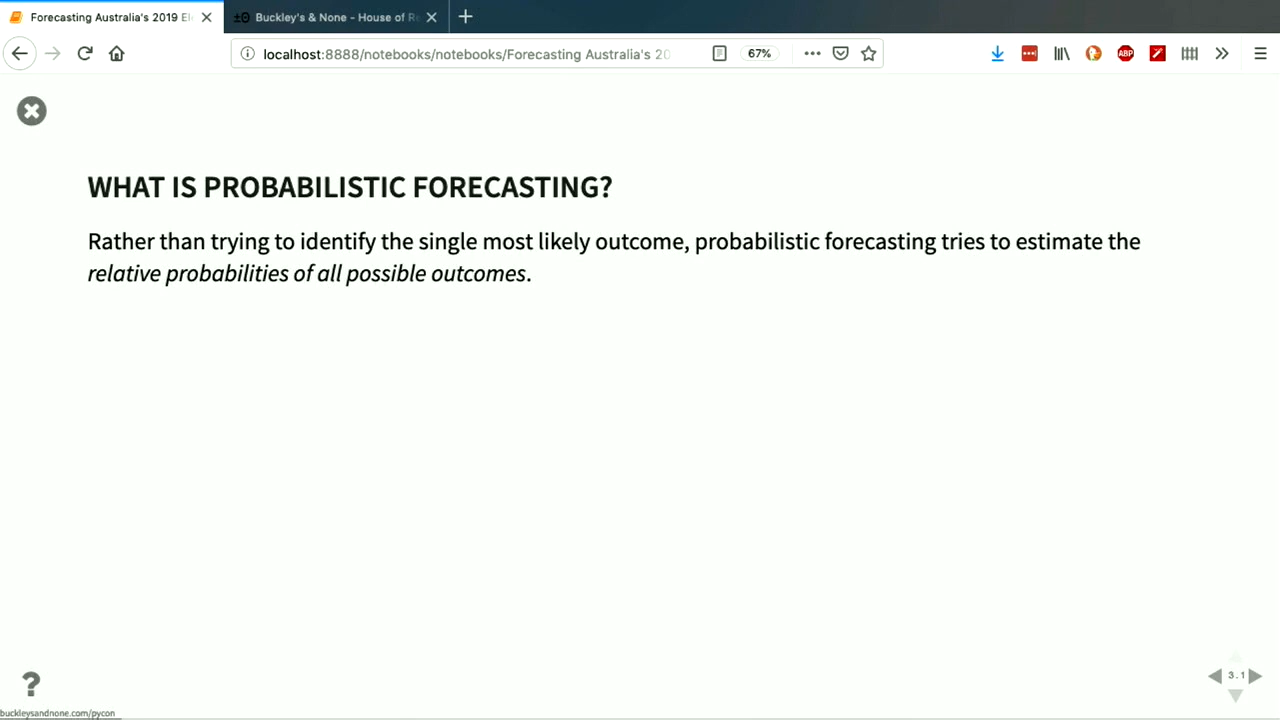 Forecasting Australia's 2019 El
Buckley's & None - House of Re
localhost:8888/notebooks/notebooks/Forecasting Australia's 20
67%
ABP
WHAT IS PROBABILISTIC FORECASTING?
Rather than trying to identify the single most likely outcome, probabilistic forecasting tries to estimate the
relative probabilities of all possible outcomes.
?
3.1
buckleysandnone.com/pycon